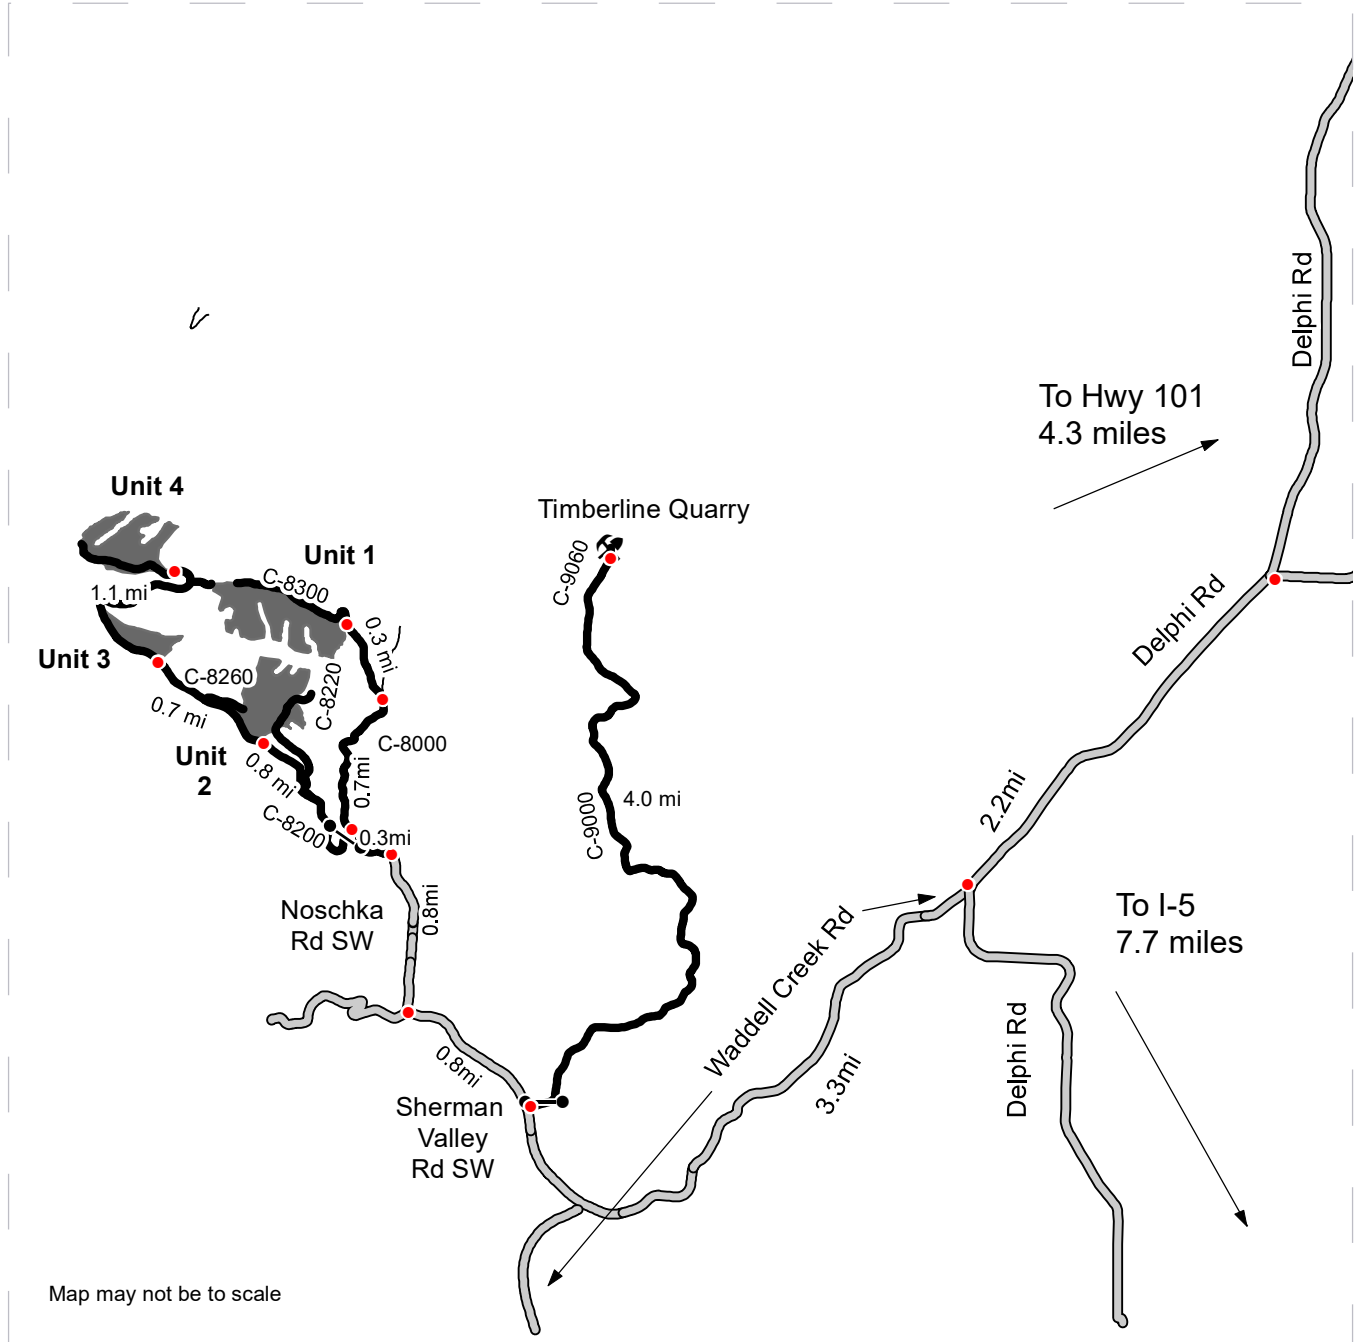 Delphi Rd
To Hwy 101
4.3 miles
Unit 4
Timberline Quarry
Unit 1
C-9060
C-8300
1.1 mi
0.3 mi
Delphi Rd
Unit 3
C-8260
C-8220
0.7 mi
C-8000
Unit
2
0.8 mi
0.7mi
4.0 mi
C-9000
2.2mi
C-8200
0.3mi
0.8mi
Noschka
Rd SW
To I-5
7.7 miles
Waddell Creek Rd
Delphi Rd
0.8mi
3.3mi
Sherman
Valley
Rd SW
Map may not be to scale